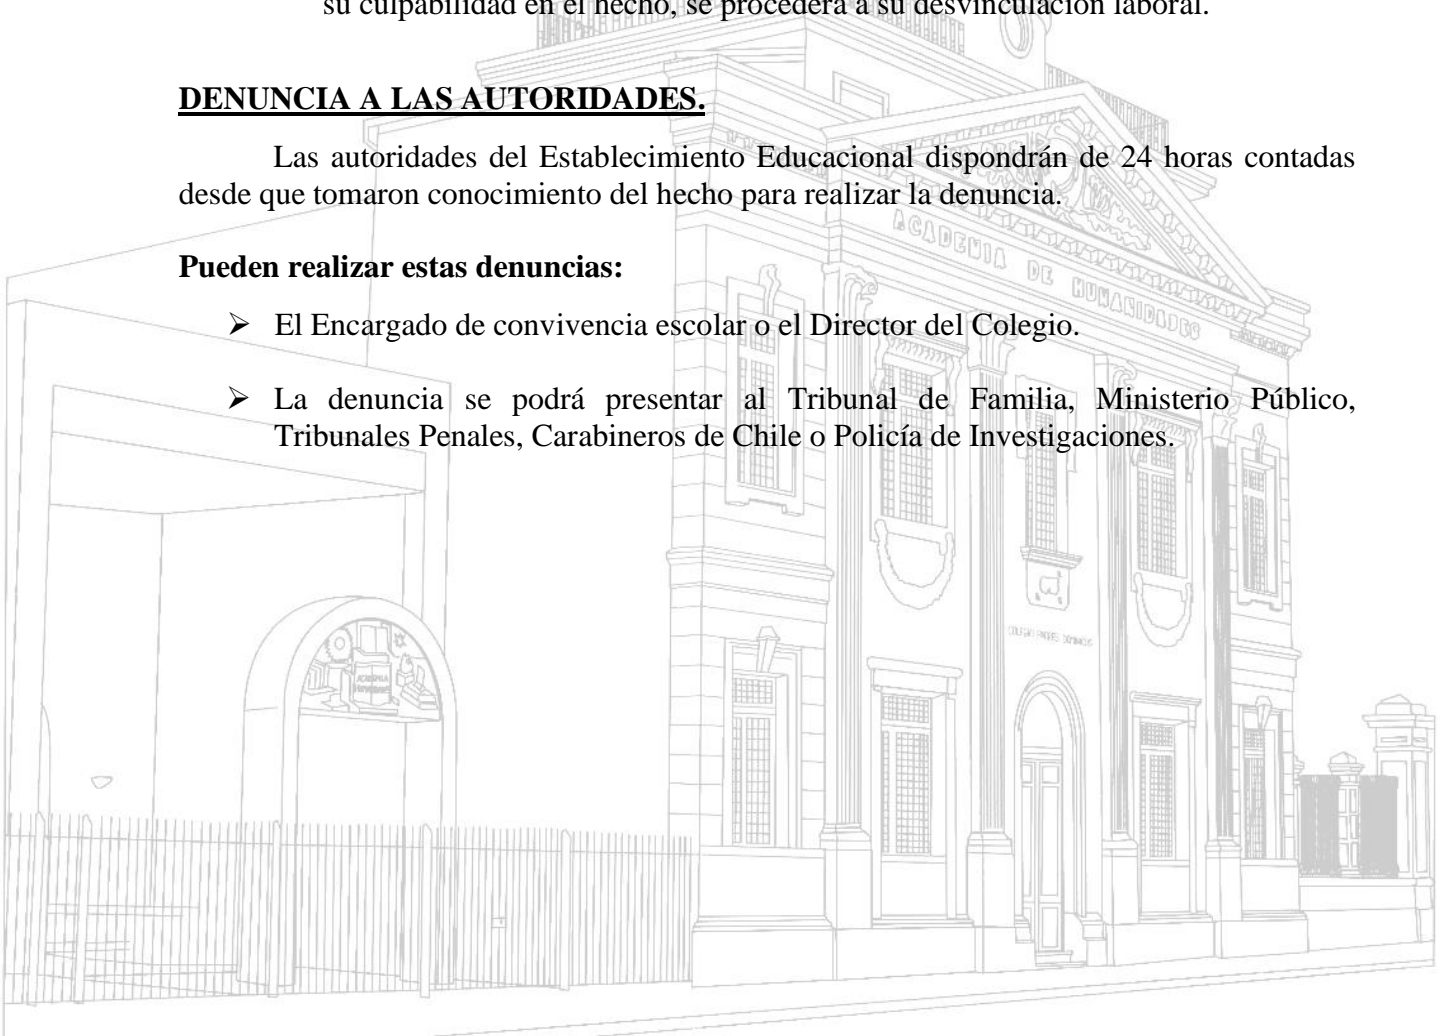 su culpabilidad en el hecho, se procederá a su desvinculación laboral.
DENUNCIA A LAS AUTORIDADES.
Las autoridades del Establecimiento Educacional dispondrán de 24 horas contadas
desde que tomaron conocimiento del hecho para realizar la denuncia.
Pueden realizar estas denuncias:
➢ El Encargado de convivencia escolar o el Director del Colegio.
➢ La denuncia se podrá presentar al Tribunal de Familia, Ministerio Público,
Tribunales Penales, Carabineros de Chile o Policía de Investigaciones.
ACADEMIA DE HUMANIDADES
COLEGIO PADRES DOMINICOS